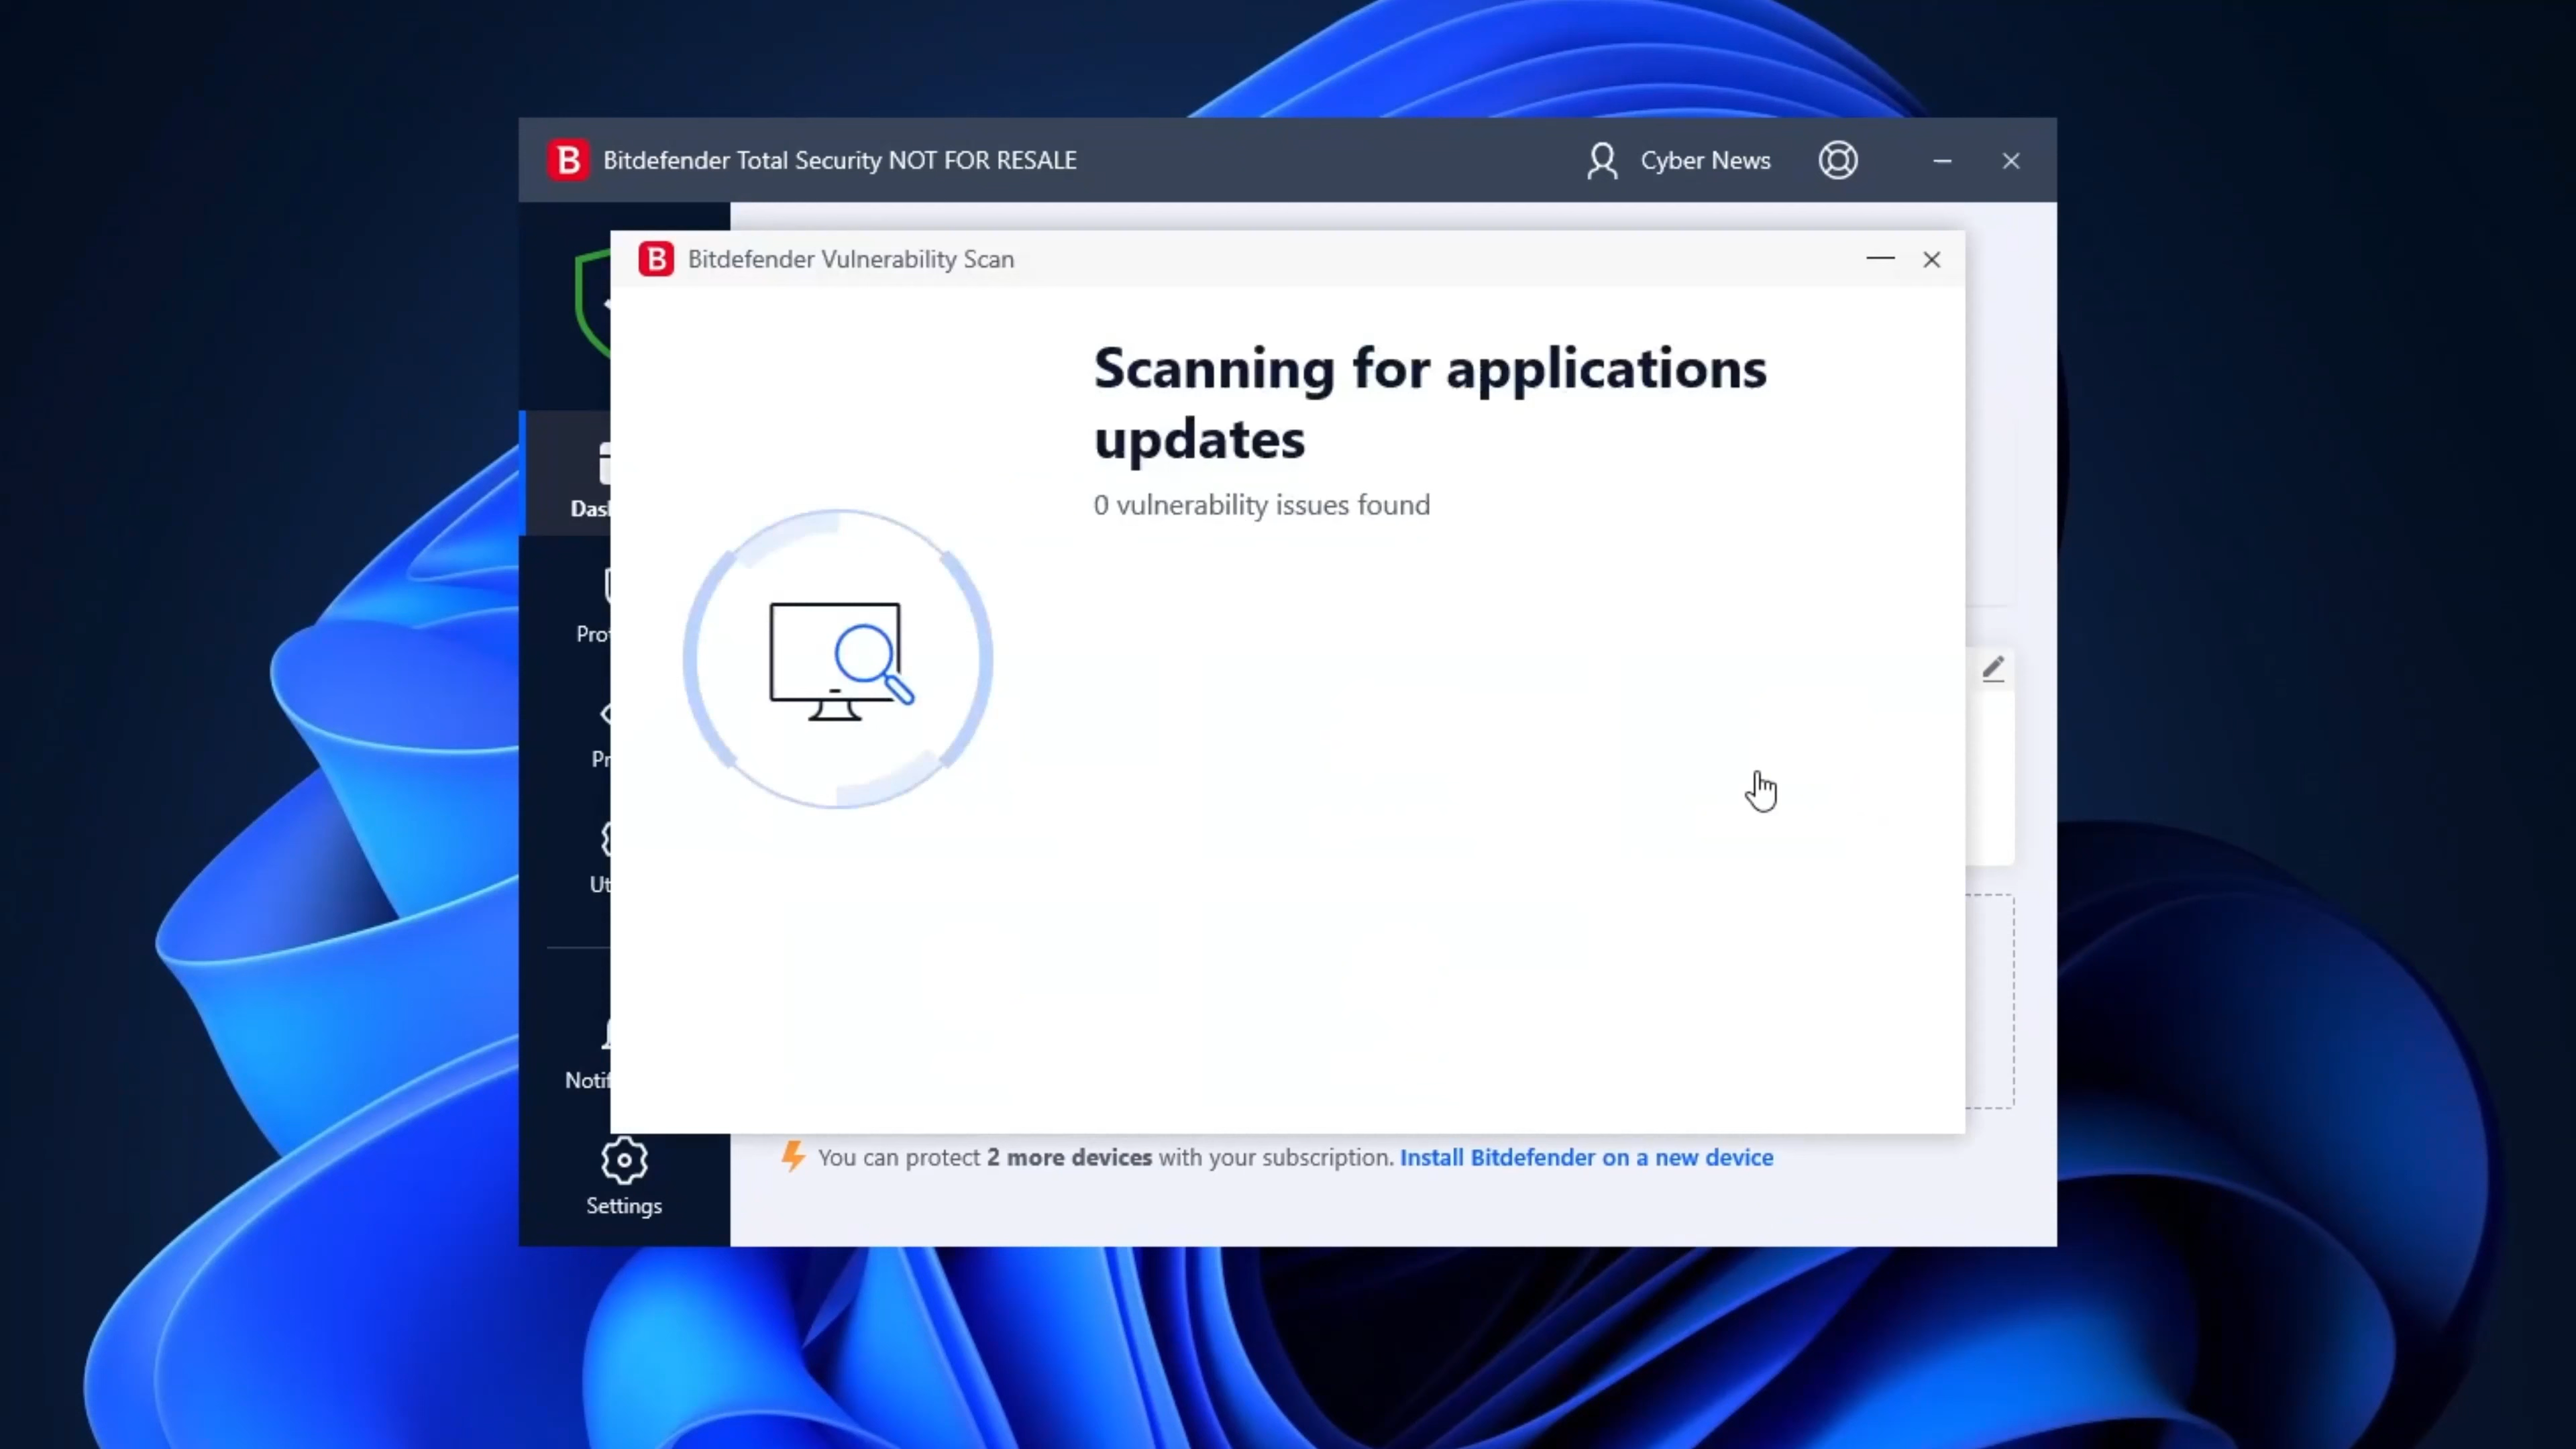 B Bitdefender Total Security NOT FOR RESALE
Cyber News
B Bitdefender Vulnerability Scan
Scanning for applications
updates
0 vulnerability issues found
Settings
You can protect 2 more devices with your subscription. Install Bitdefender on a new device